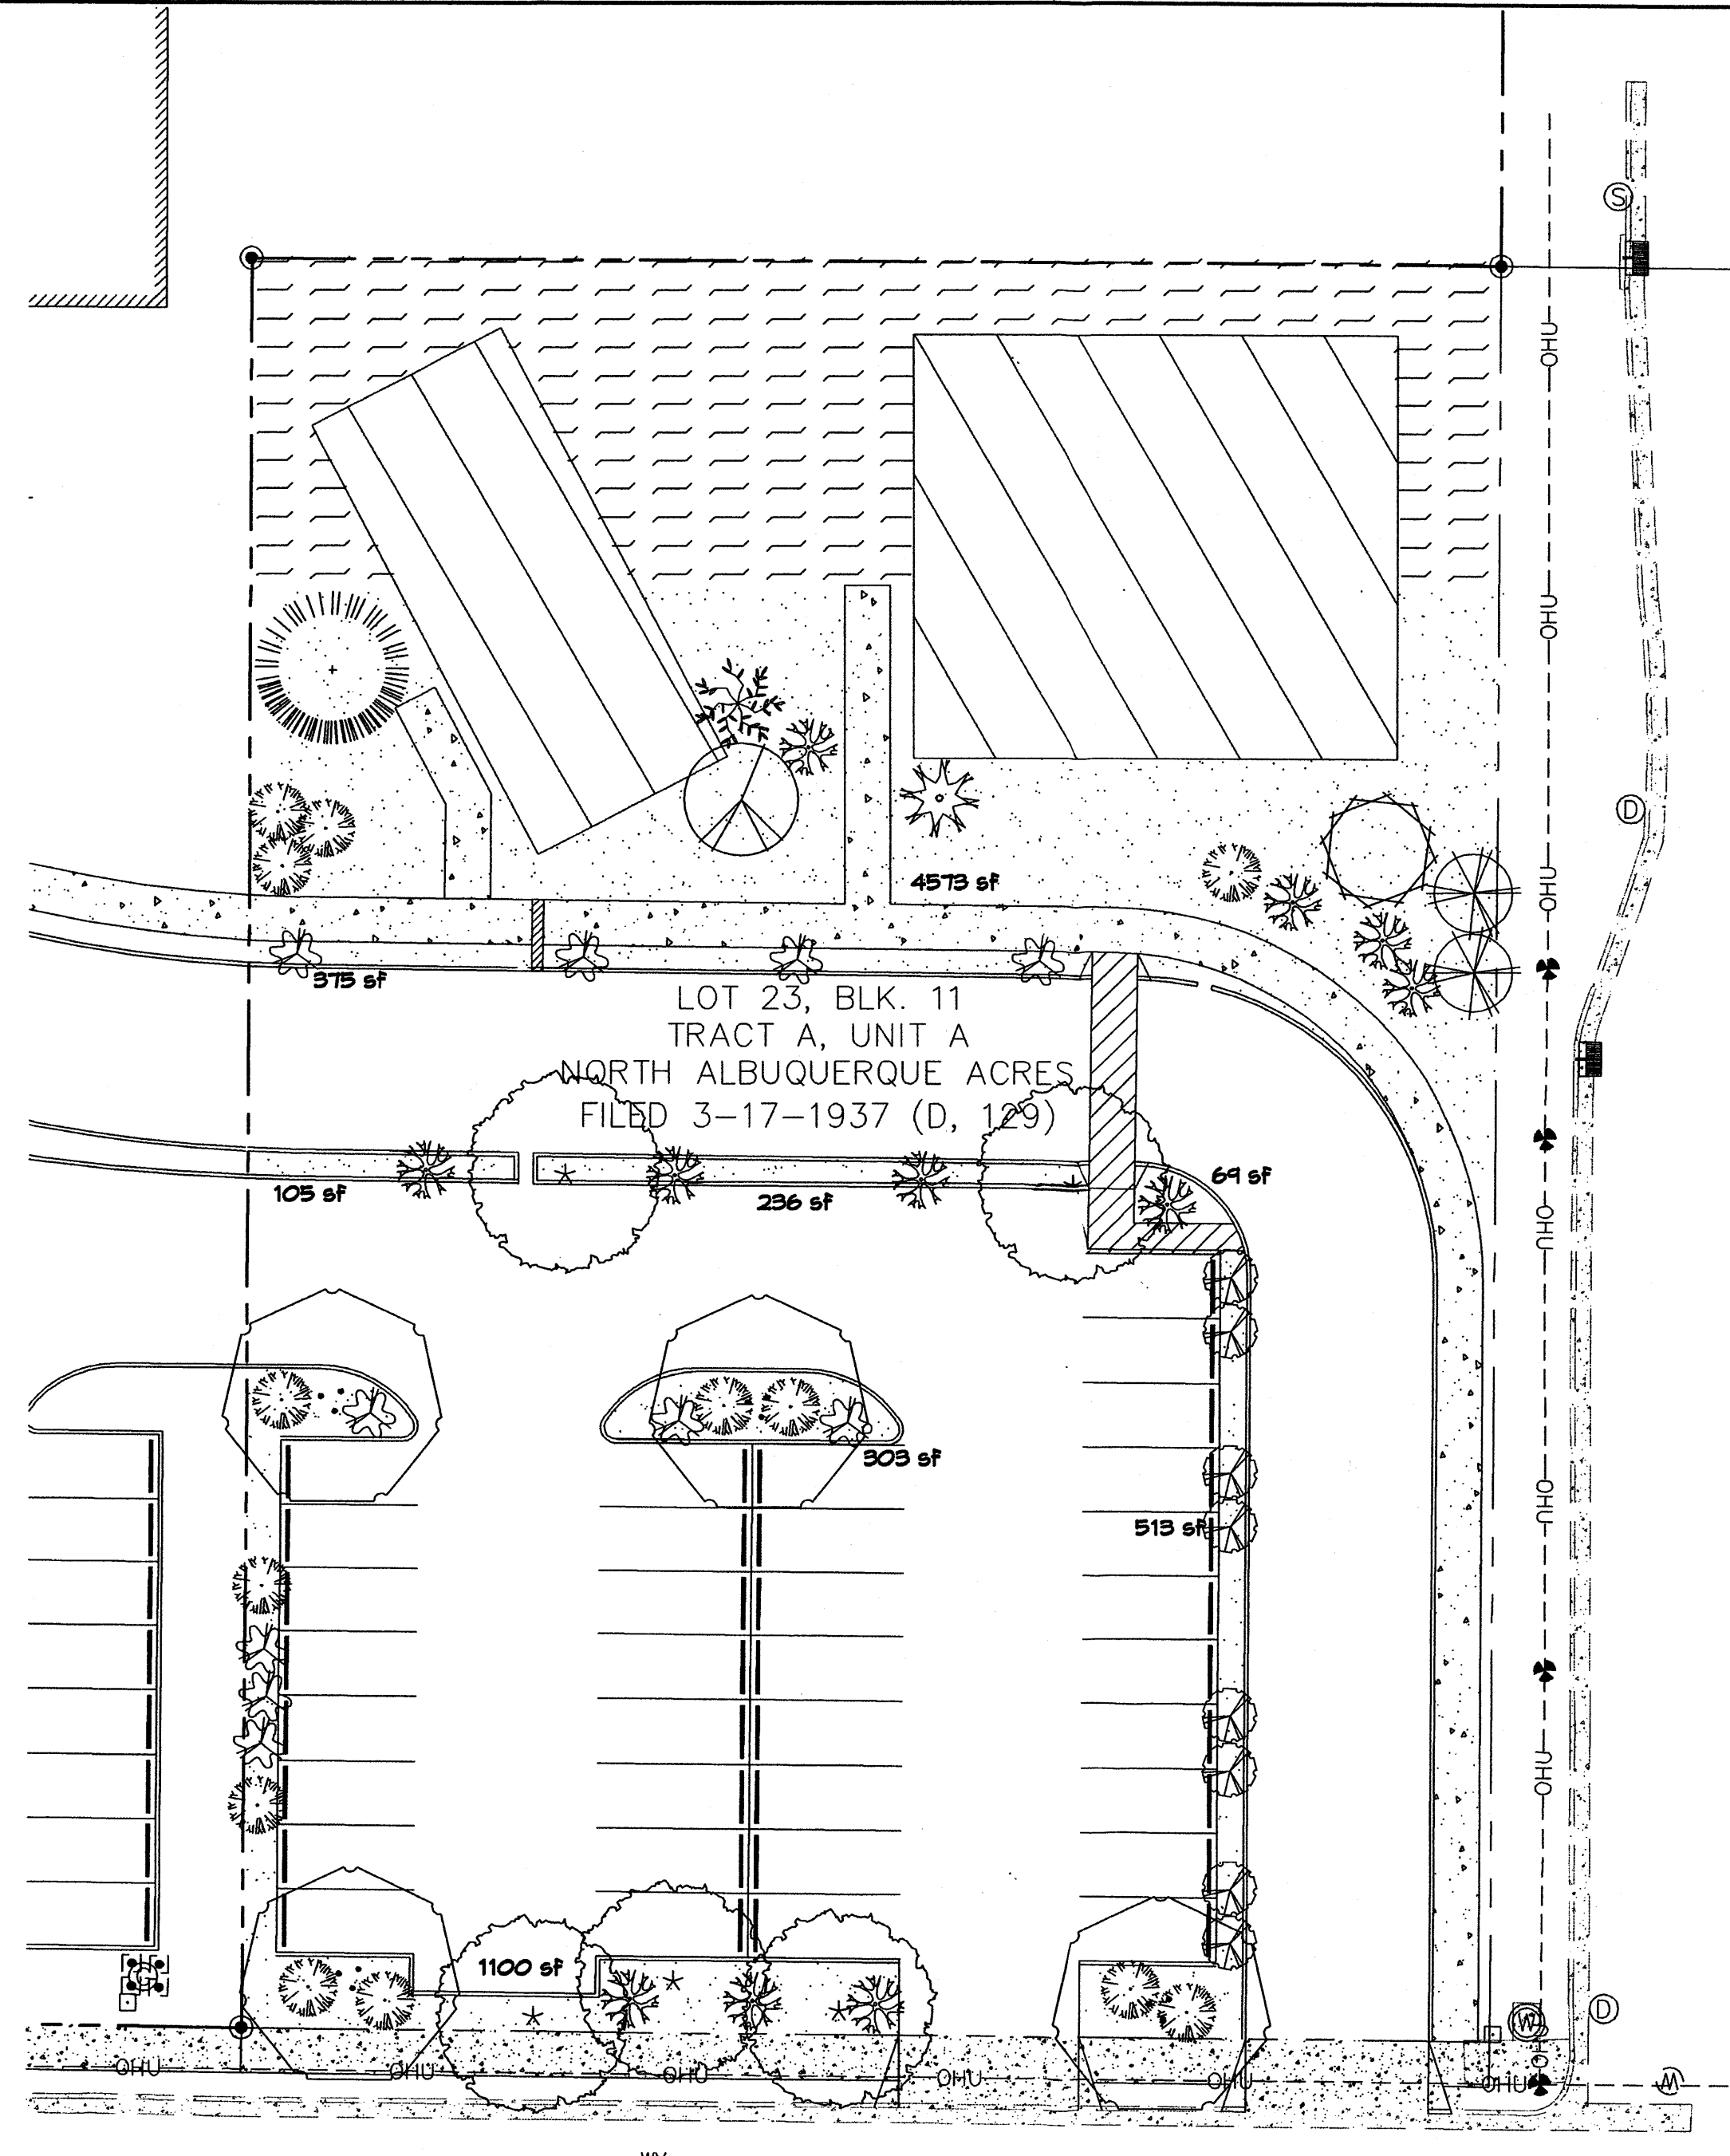 S
OHU
OHU
D
OHU
4573 sf
375 sf
LOT 23, BLK. 11
TRACT A, UNIT A
NORTH ALBUQUERQUE ACRES
FILED 3-17-1937 (D, 129)
69 sf
105 sf
236 sf
OHU
303 sf
OHU
513 sf
OHU
1100 sf
D
W
OHU
OHU
OHU
OHU
OHU
OHU
OHU
W
WV